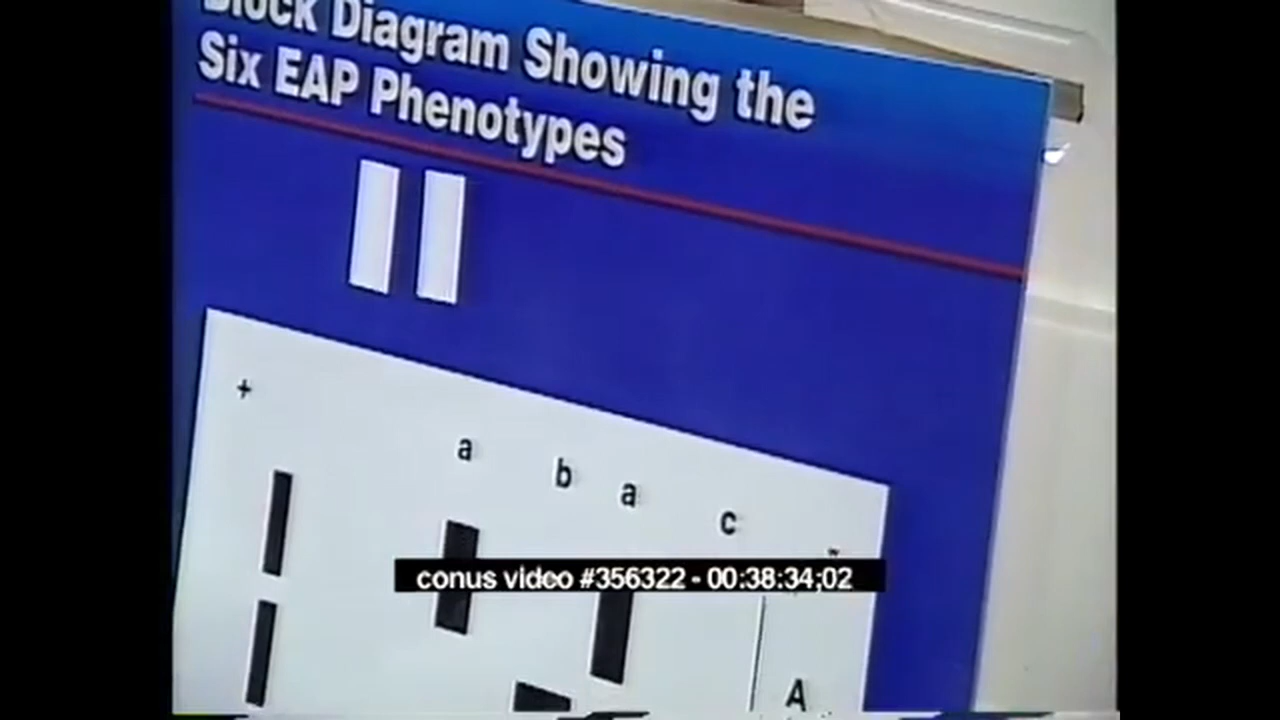 Block Diagram Showing the
Six EAP Phenotypes
+
a b a c
conus video #356322 - 00:38:34;02
A